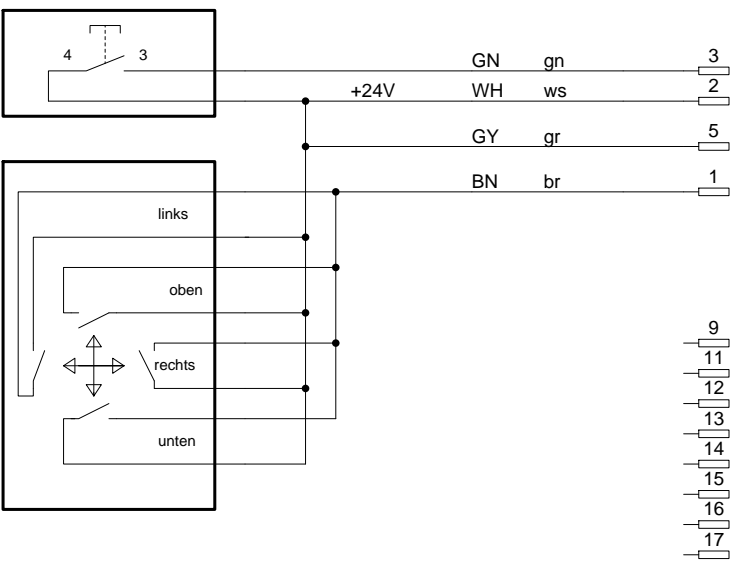 4 3 GN gn 3
+24V WH ws 2
GY gr 5
BN br 1
links
oben
9
rechts 11
12
13
unten 14
15
16
17